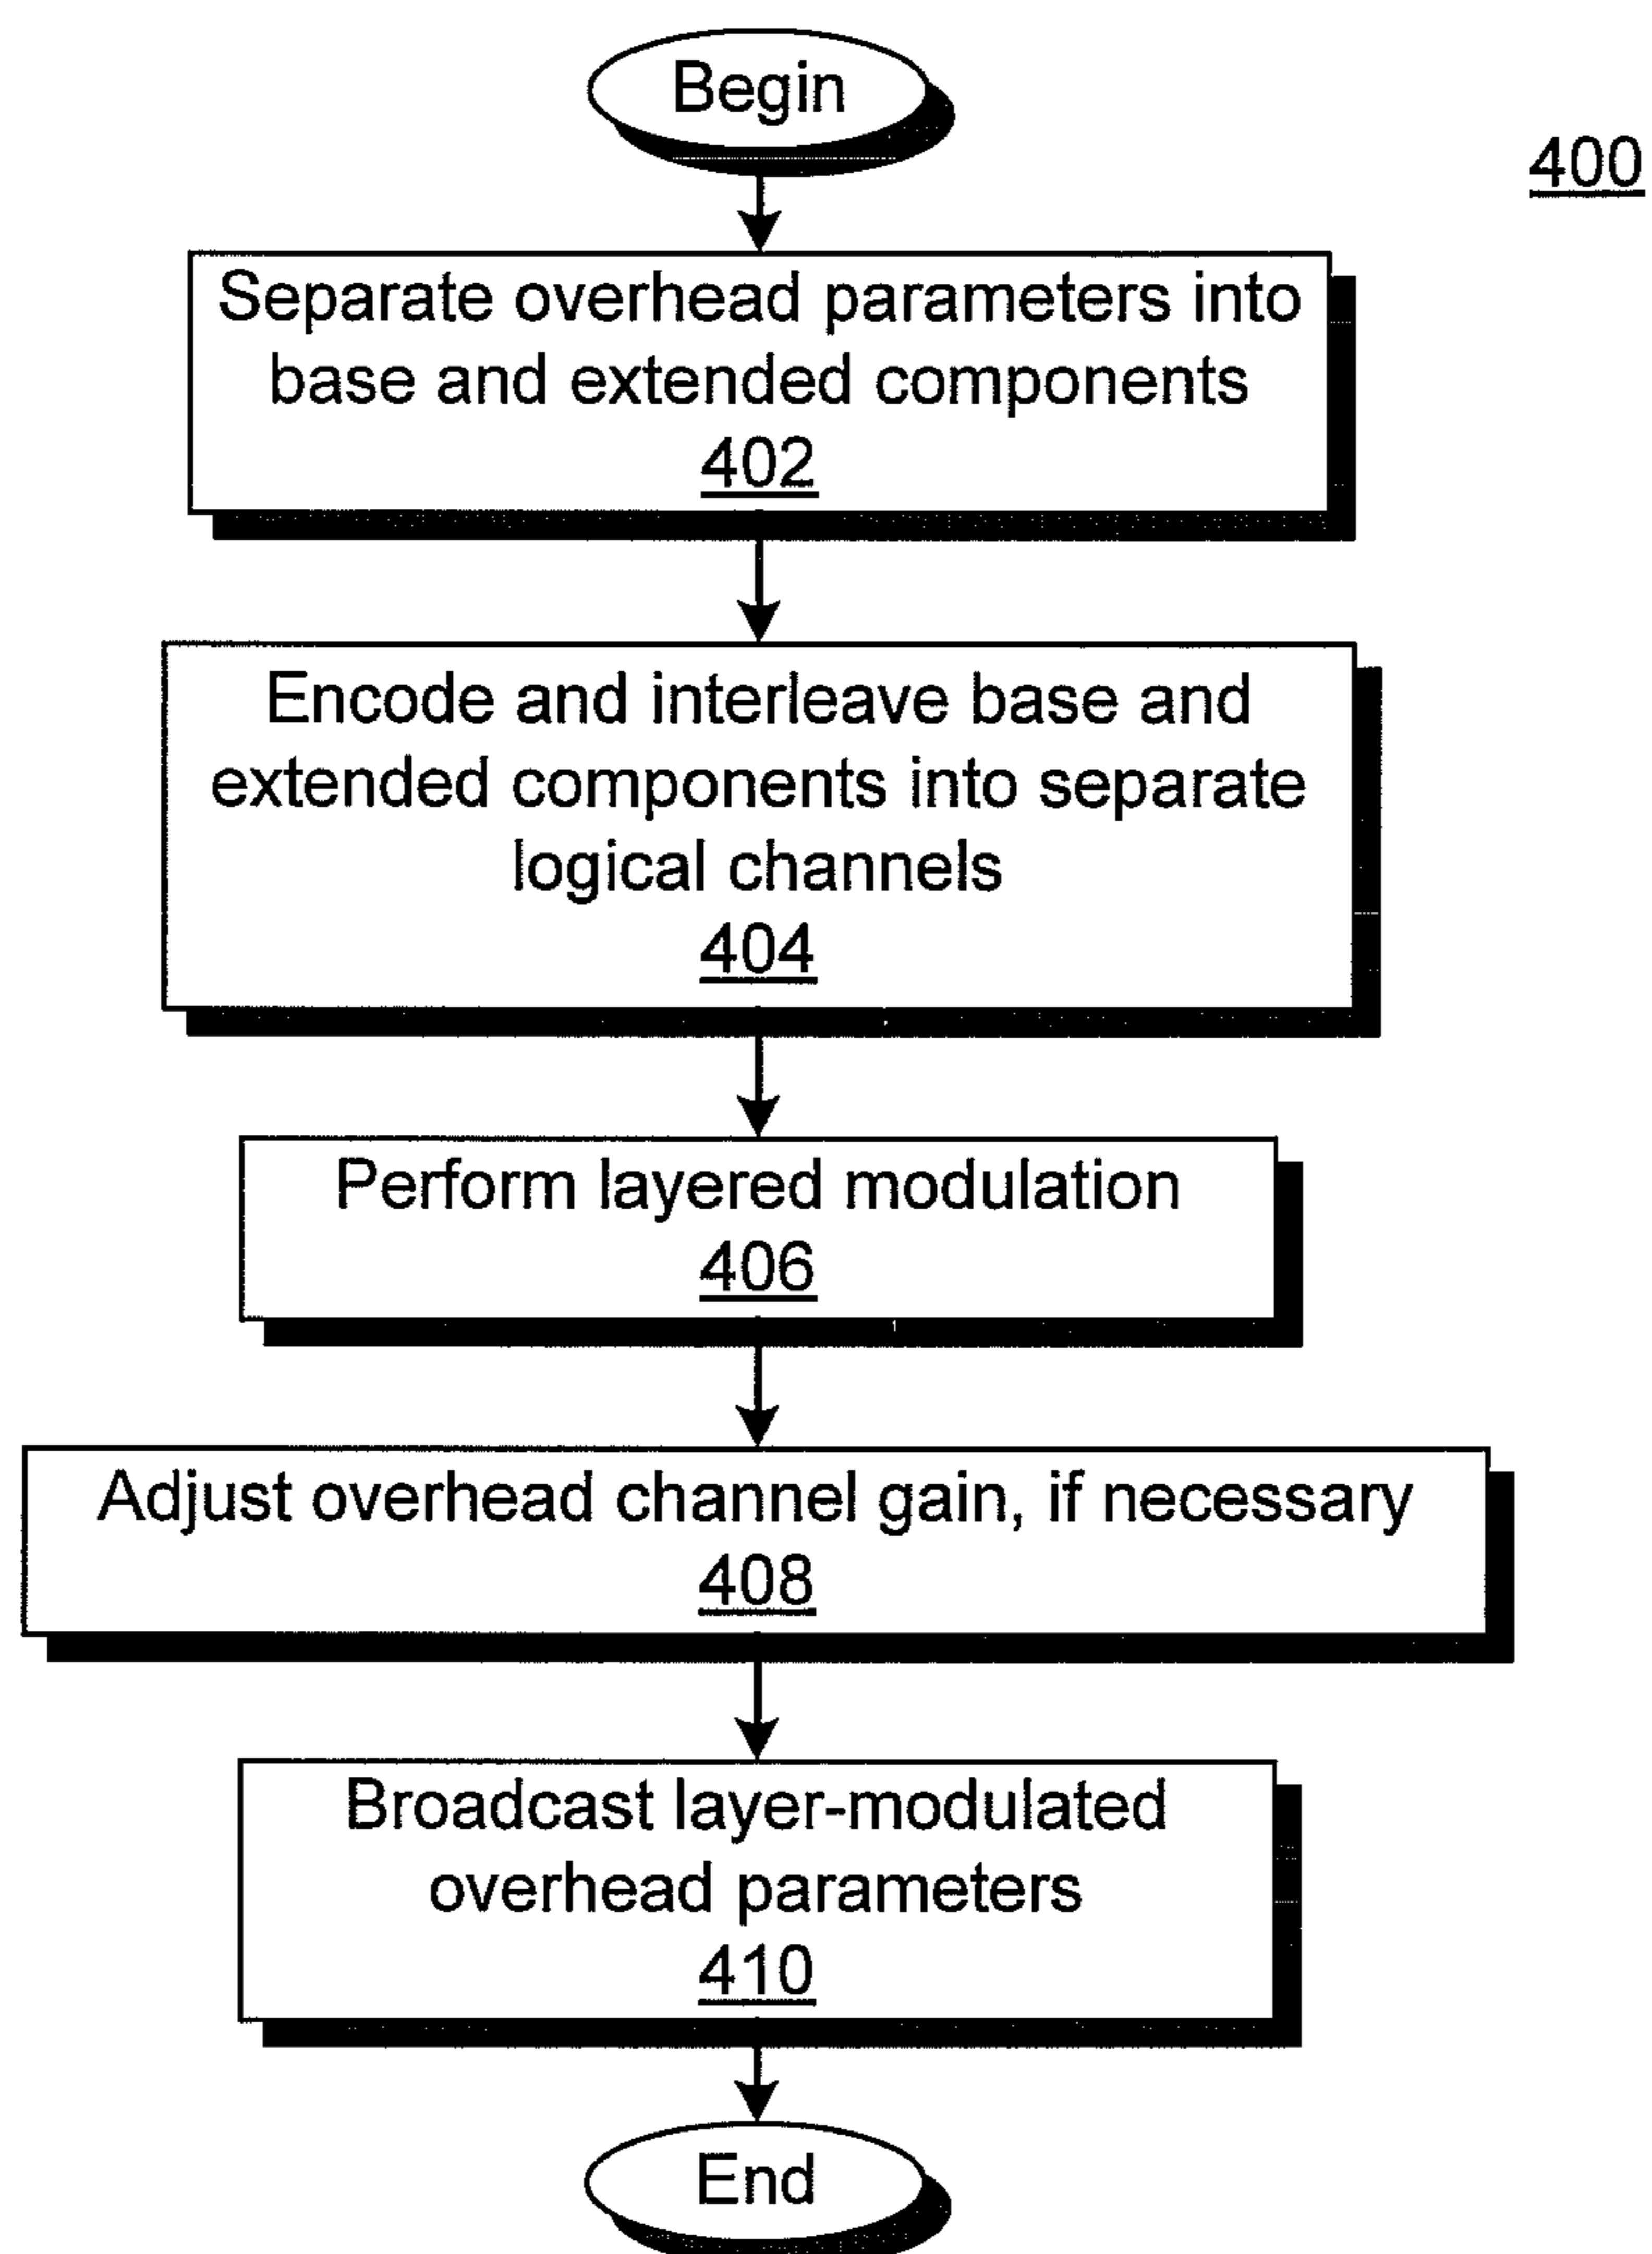 Begin
400
Separate overhead parameters into
base and extended components
402
Encode and interleave base and
extended components into separate
logical channels
404
Perform layered modulation
406
Adjust overhead channel gain, if necessary
408
Broadcast layer-modulated
overhead parameters
410
End